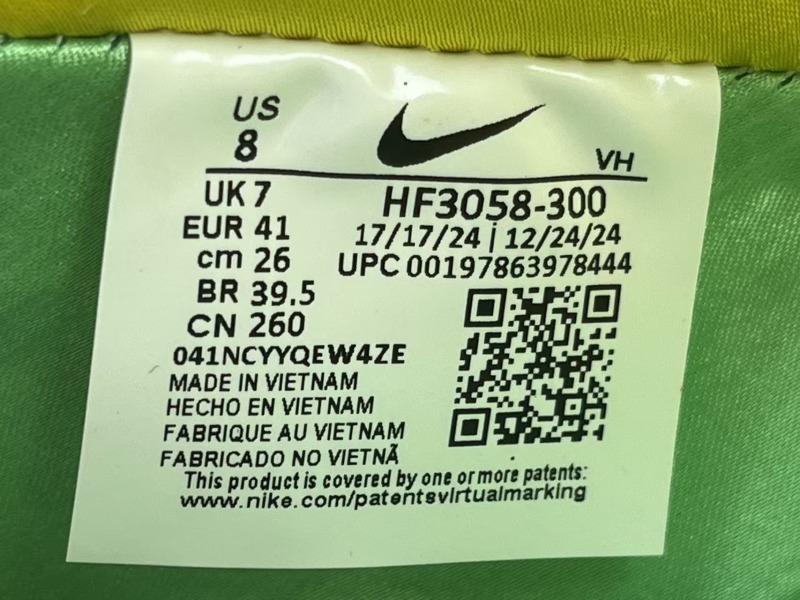 US
8
VH
UK 7
HF3058-300
EUR 41
17/17/24 | 12/24/24
cm 26
UPC 00197863978444
BR 39.5
CN 260
041NCYYQEW4ZE
MADE IN VIETNAM
HECHO EN VIETNAM
FABRIQUE AU VIETNAM
FABRICADO NO VIETNÃ
This product is covered by one or more patents:
www.nike.com/patentsvirtualmarking